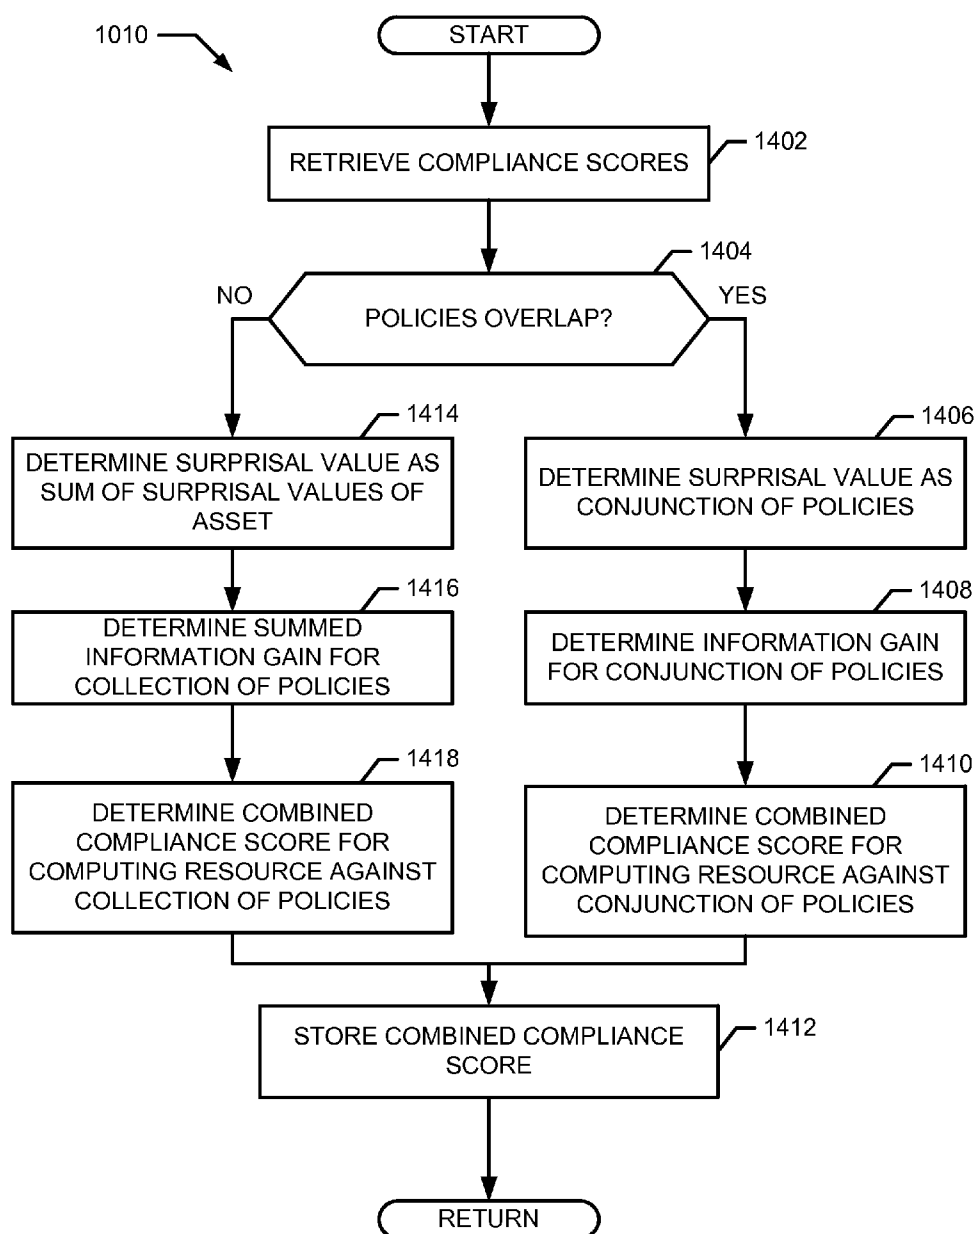 1010
START
1402
RETRIEVE COMPLIANCE SCORES
1404
NO
YES
POLICIES OVERLAP?
1414
DETERMINE SURPRISAL VALUE AS
SUM OF SURPRISAL VALUES OF
ASSET
1406
DETERMINE SURPRISAL VALUE AS
CONJUNCTION OF POLICIES
1416
DETERMINE SUMMED
INFORMATION GAIN FOR
COLLECTION OF POLICIES
1408
DETERMINE INFORMATION GAIN
FOR CONJUNCTION OF POLICIES
1418
DETERMINE COMBINED
COMPLIANCE SCORE FOR
COMPUTING RESOURCE AGAINST
COLLECTION OF POLICIES
1410
DETERMINE COMBINED
COMPLIANCE SCORE FOR
COMPUTING RESOURCE AGAINST
CONJUNCTION OF POLICIES
1412
STORE COMBINED COMPLIANCE
SCORE
RETURN